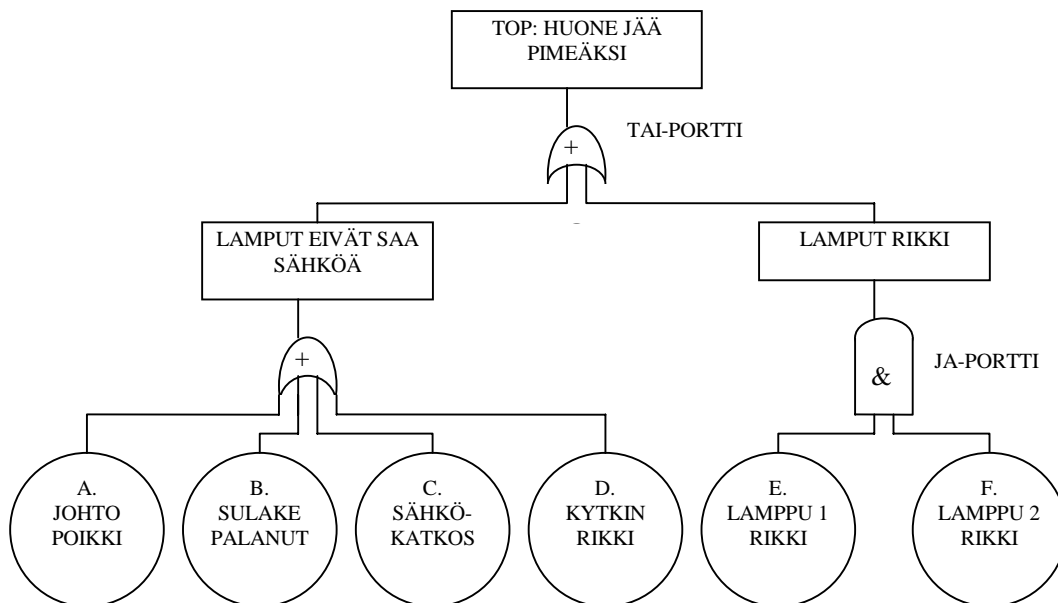 TOP: HUONE JÄÄ
PIMEÄKSI
TAI-PORTTI
+
LAMPUT EIVÄT SAA
SÄHKÖÄ
LAMPUT RIKKI
+
&
JA-PORTTI
A.
JOHTO
POIKKI
B.
SULAKE
PALANUT
C.
SÄHKÖ-
KATKOS
D.
KYTKIN
RIKKI
E.
LAMPPU 1
RIKKI
F.
LAMPPU 2
RIKKI